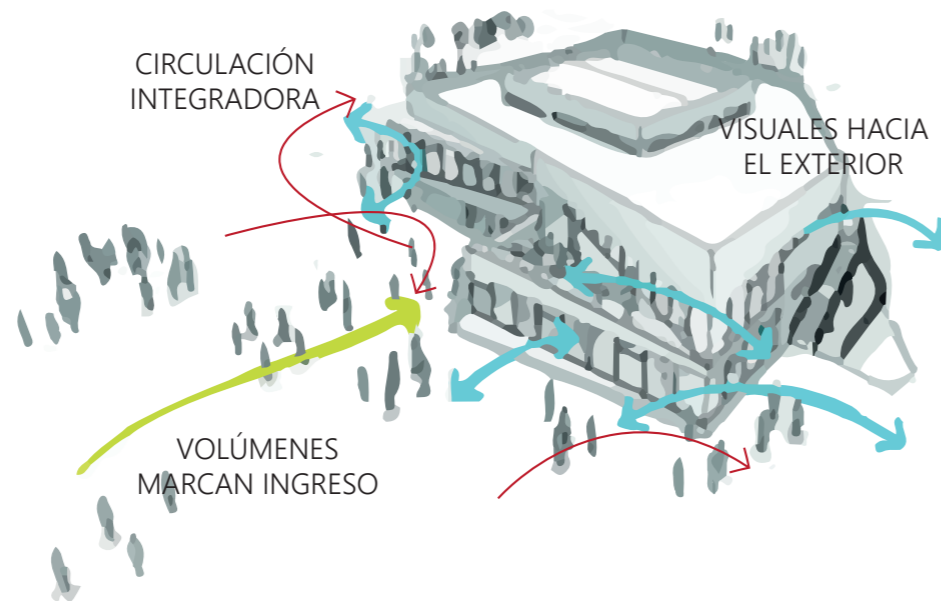 CIRCULACIÓN
INTEGRADORA
VISUALES HACIA
EL EXTERIOR
VOLÚMENES
MARCAN INGRESO